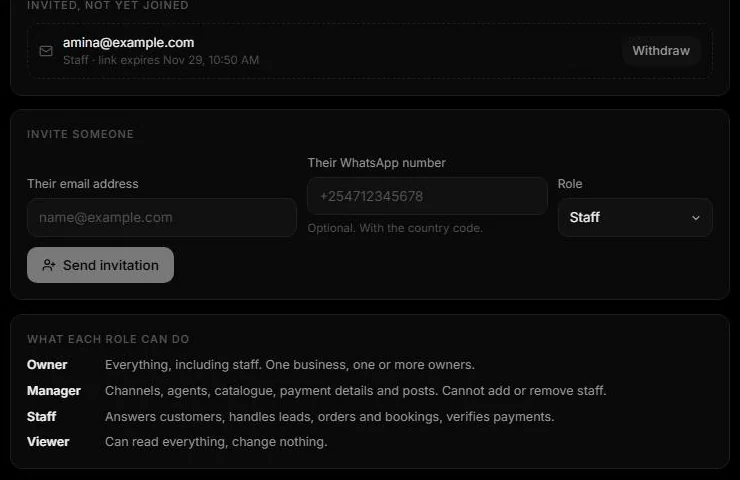 INVITED, NOT YET JOINED
amina@example.com
Staff · link expires Nov 29, 10:50 AM
Withdraw
INVITE SOMEONE
Their email address
name@example.com
Their WhatsApp number
+254712345678
Optional. With the country code.
Role
Staff
Send invitation
WHAT EACH ROLE CAN DO
Owner Everything, including staff. One business, one or more owners.
Manager Channels, agents, catalogue, payment details and posts. Cannot add or remove staff.
Staff Answers customers, handles leads, orders and bookings, verifies payments.
Viewer Can read everything, change nothing.